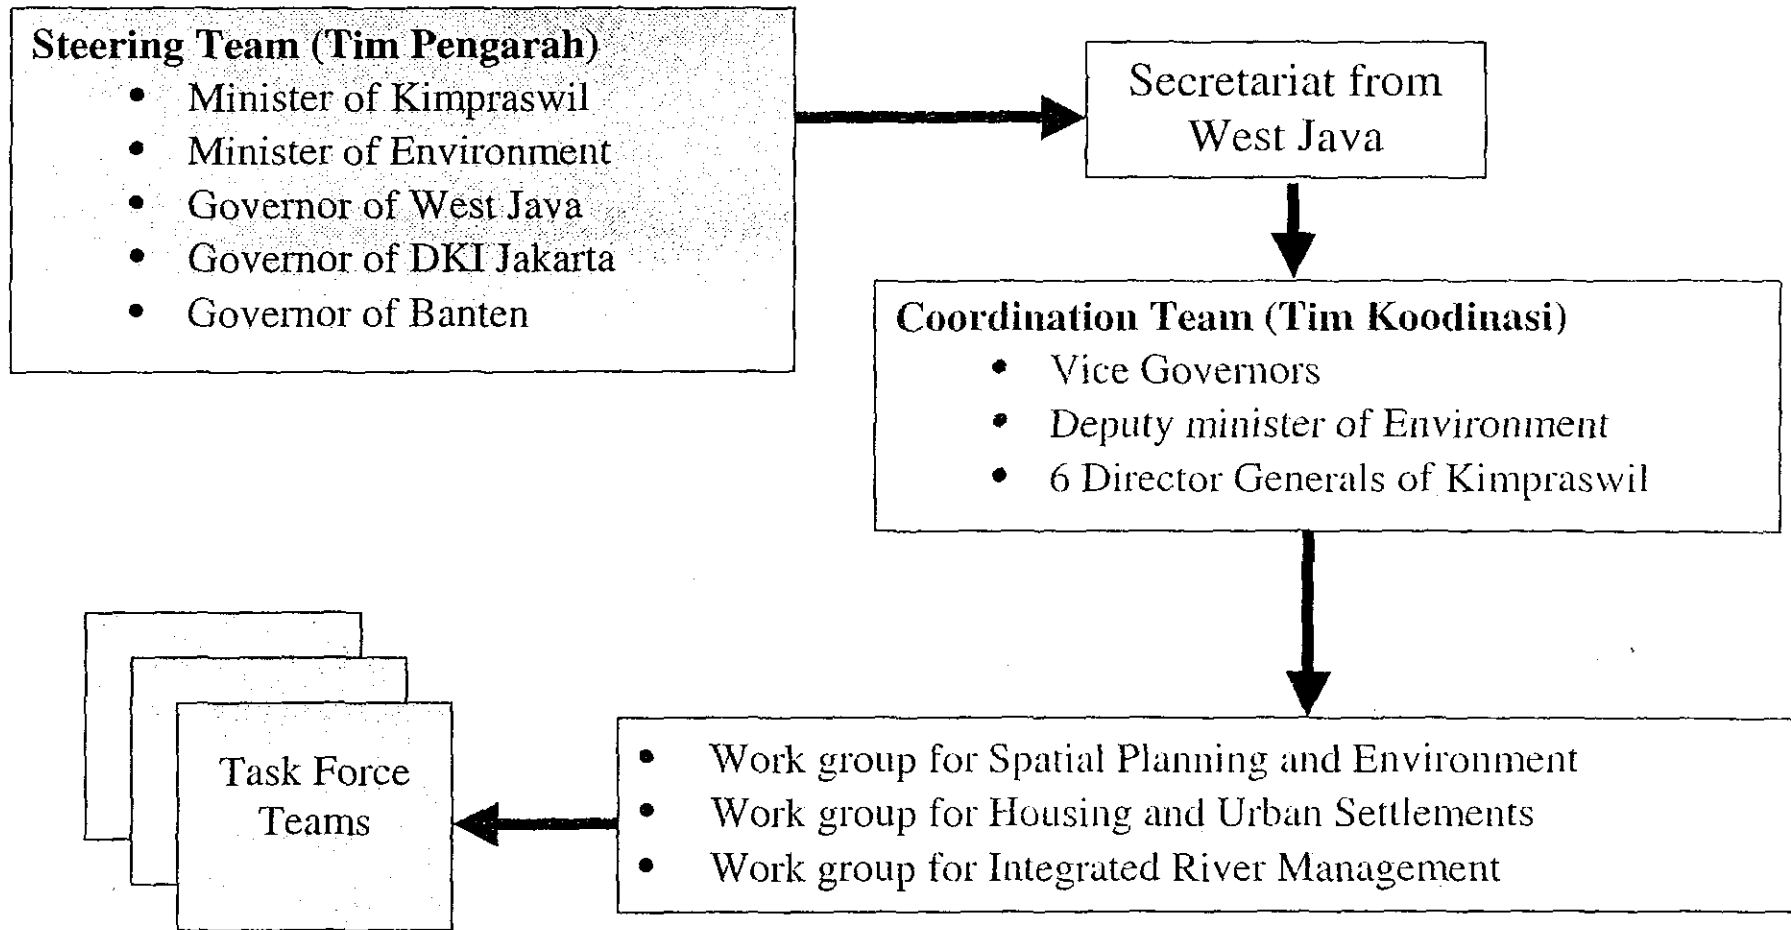 Steering Team (Tim Pengarah)
• Minister of Kimpraswil
• Minister of Environment
• Governor of West Java
• Governor of DKI Jakarta
• Governor of Banten
Secretariat from
West Java
Coordination Team (Tim Koodinasi)
• Vice Governors
• Deputy minister of Environment
• 6 Director Generals of Kimpraswil
• Work group for Spatial Planning and Environment
• Work group for Housing and Urban Settlements
• Work group for Integrated River Management
Task Force
Teams